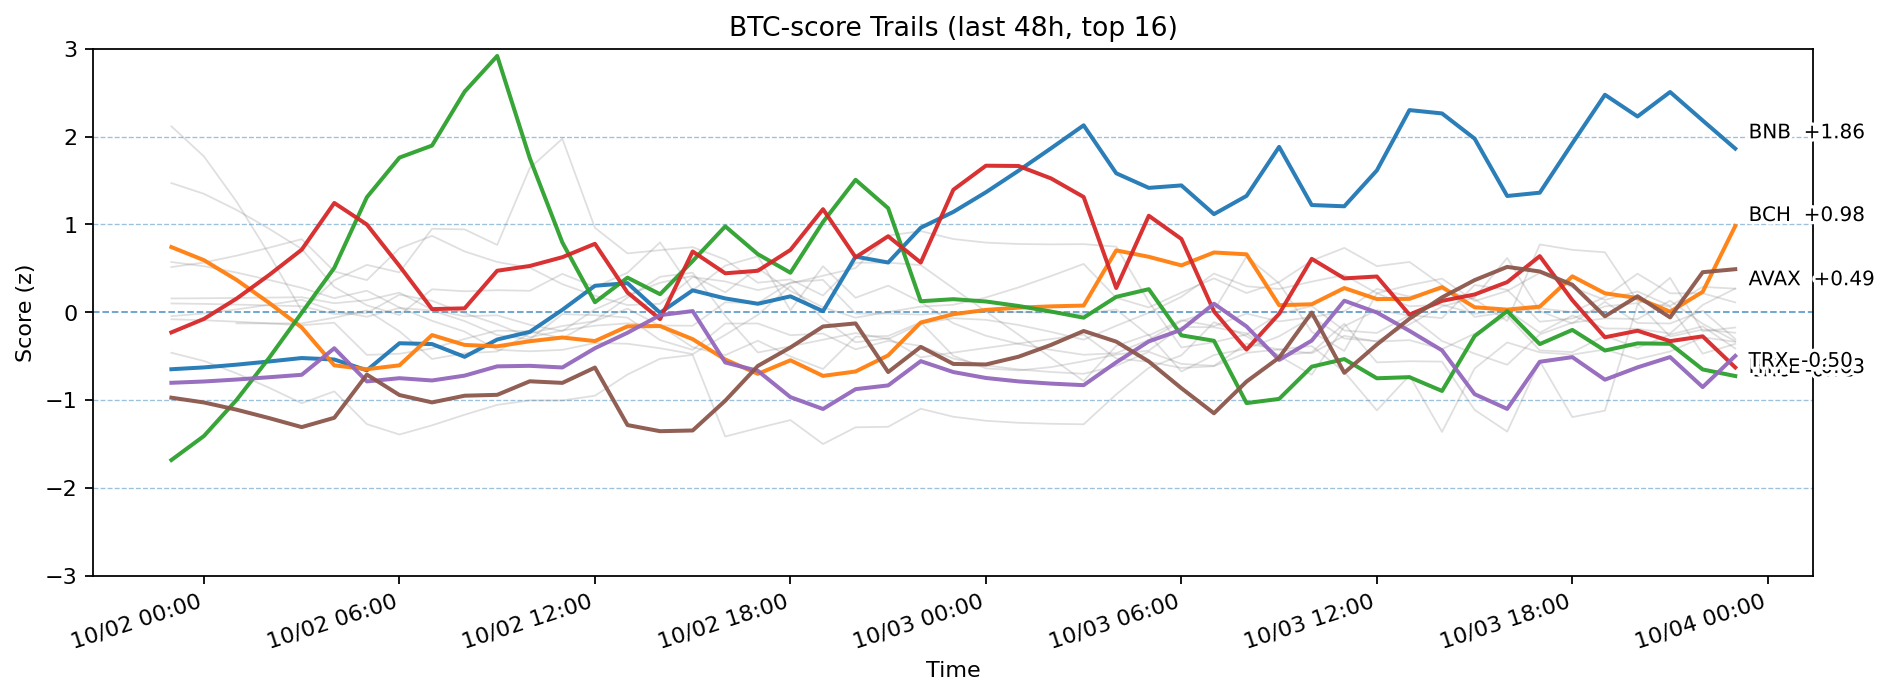 BTC-score Trails (last 48h, top 16)
Score (z)
3
2
1
0
−1
−2
−3
BNB +1.86
BCH +0.98
AVAX +0.49
TRX -0.50
10/02 00:00
10/02 06:00
10/02 12:00
10/02 18:00
10/03 00:00
10/03 06:00
10/03 12:00
10/03 18:00
10/04 00:00
Time